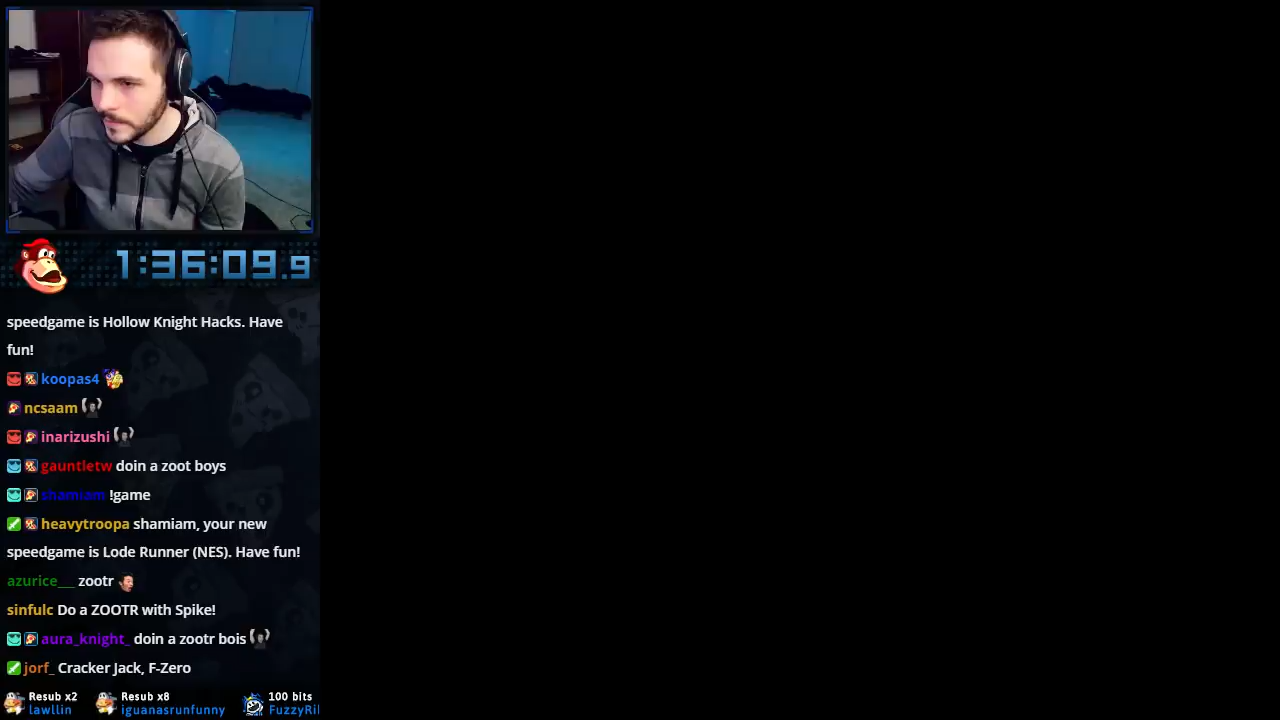 1:36:09.9
speedgame is Hollow Knight Hacks. Have
fun!
koopas4
ncsaam
inarizushi
gauntletw doin a zoot boys
shamiam !game
heavytroopa shamiam, your new
speedgame is Lode Runner (NES). Have fun!
azurice___ zootr
sinfulc Do a ZOOTR with Spike!
aura_knight_ doin a zootr bois
jorf_ Cracker Jack, F-Zero
Resub x2 Resub x8 100 bits
lawllin iguanasrunfunny FuzzyRil